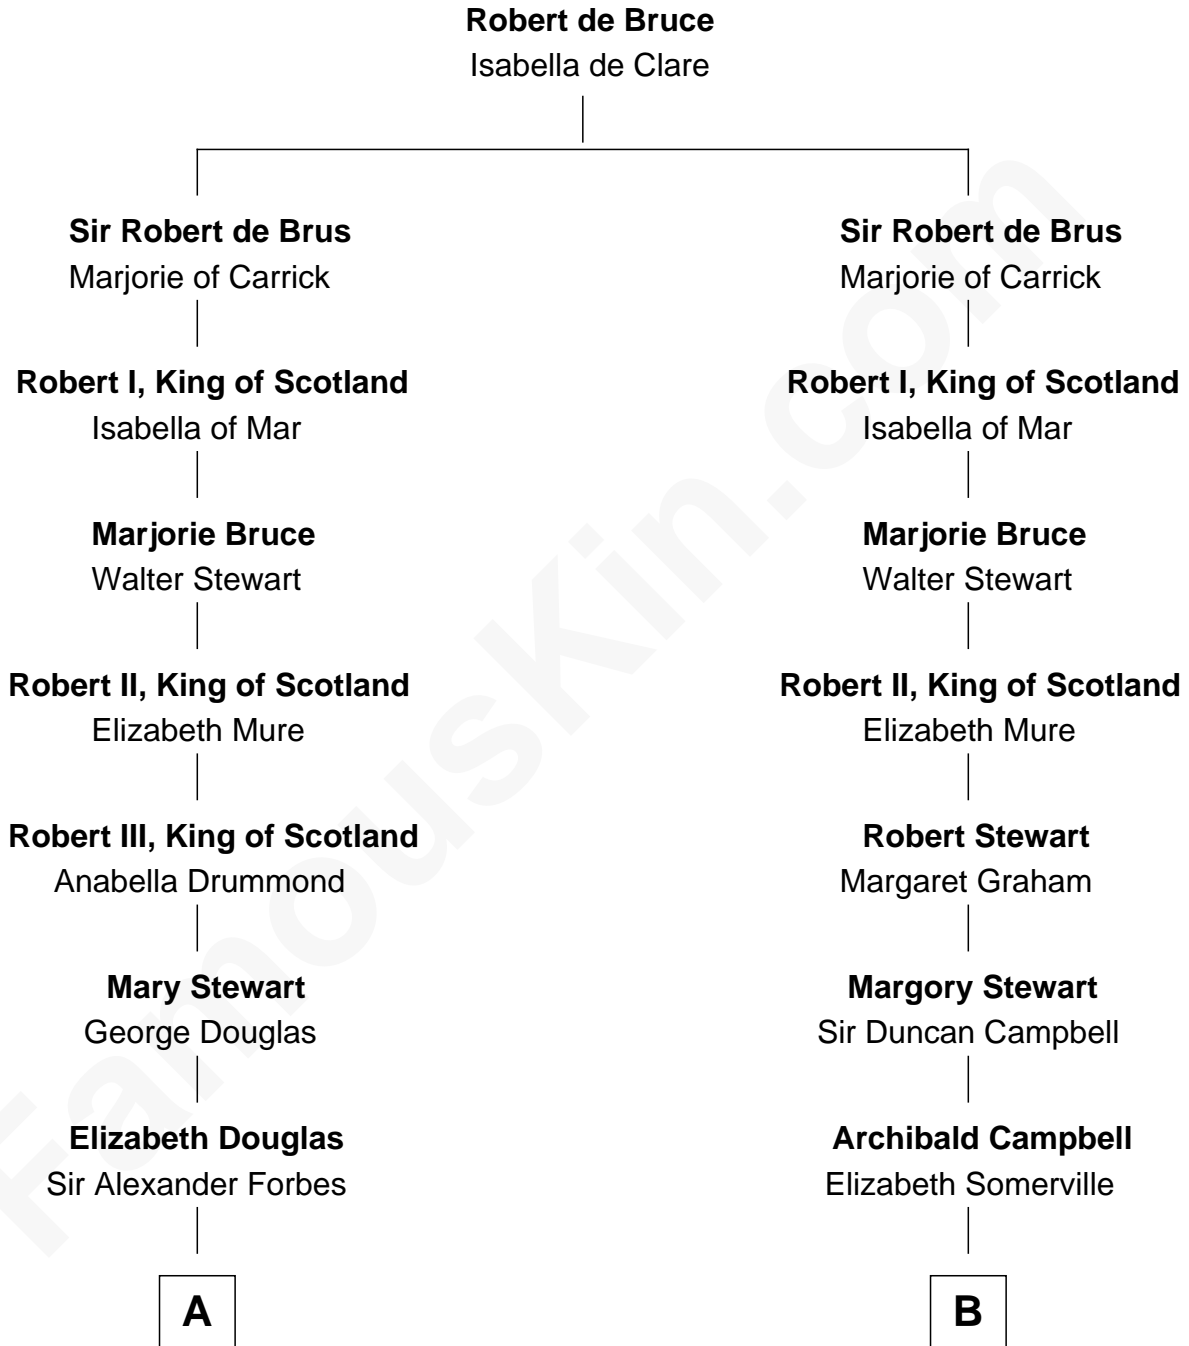 Robert de Bruce
Isabella de Clare
Sir Robert de Brus
Marjorie of Carrick
Robert I, King of Scotland
Isabella of Mar
Marjorie Bruce
Walter Stewart
Robert II, King of Scotland
Elizabeth Mure
Robert III, King of Scotland
Anabella Drummond
Mary Stewart
George Douglas
Elizabeth Douglas
Sir Alexander Forbes
A
Sir Robert de Brus
Marjorie of Carrick
Robert I, King of Scotland
Isabella of Mar
Marjorie Bruce
Walter Stewart
Robert II, King of Scotland
Elizabeth Mure
Robert Stewart
Margaret Graham
Margory Stewart
Sir Duncan Campbell
Archibald Campbell
Elizabeth Somerville
B
FamousKin.com